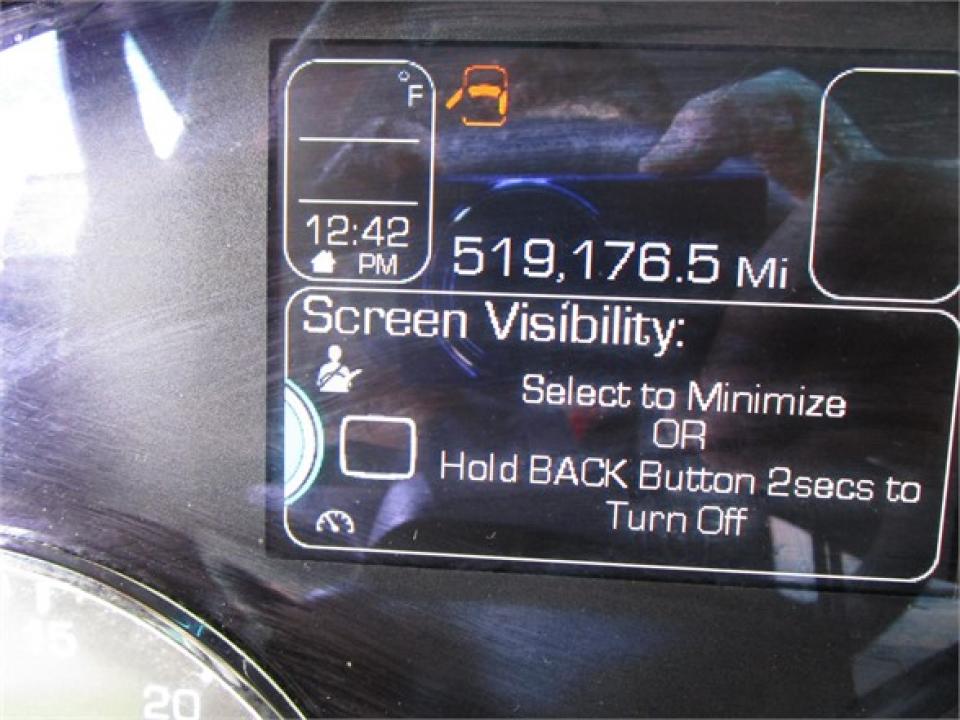 °F
12:42
PM
519,176.5 Mi
Screen Visibility:
Select to Minimize
OR
Hold BACK Button 2secs to
Turn Off
15
20